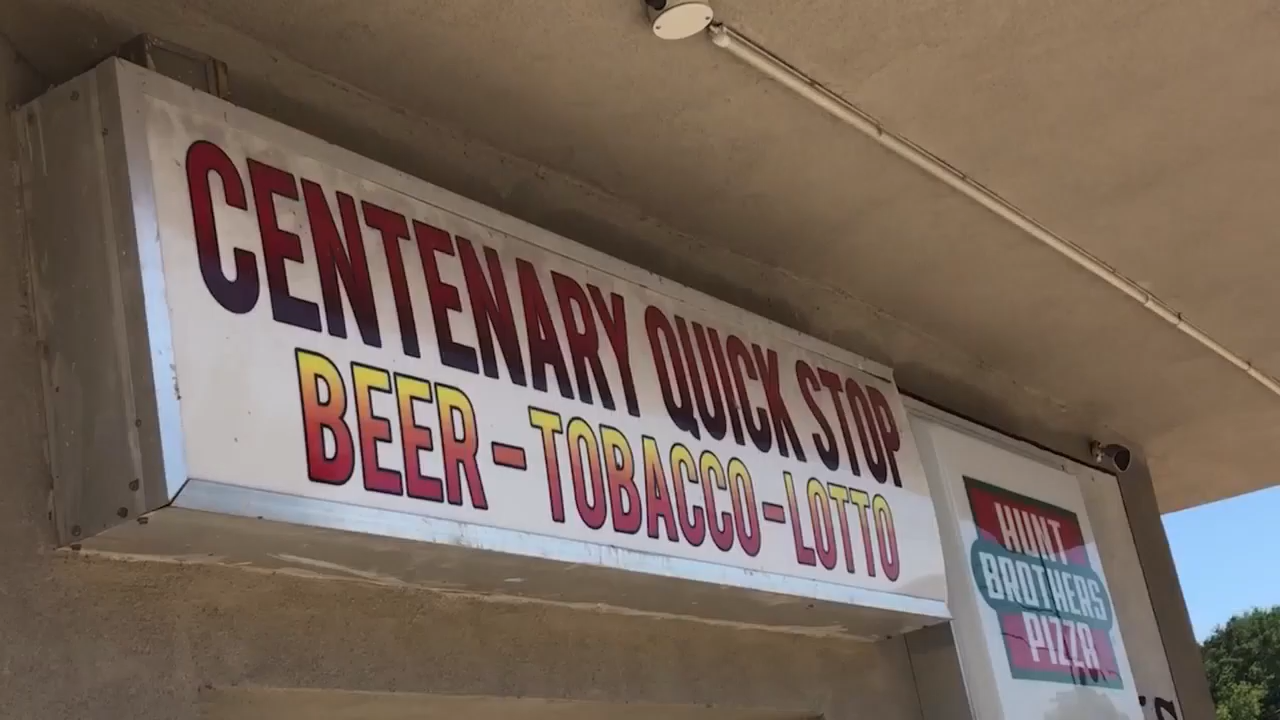 CENTENARY QUICK STOP
BEER-TOBACCO-LOTTO
HUNT
BROTHERS
PIZZA